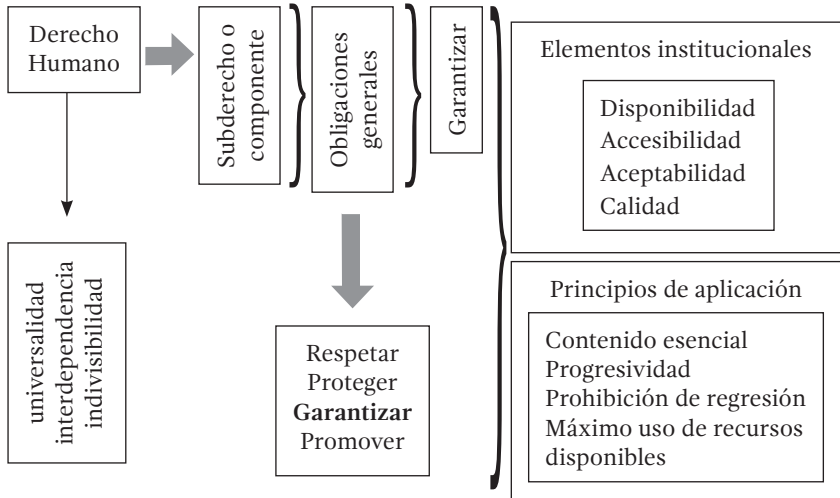 Derecho
Humano
Subderecho o
componente
Obligaciones
generales
Garantizar
Elementos institucionales
Disponibilidad
Accesibilidad
Aceptabilidad
Calidad
universalidad
interdependencia
indivisibilidad
Respetar
Proteger
Garantizar
Promover
Principios de aplicación
Contenido esencial
Progresividad
Prohibición de regresión
Máximo uso de recursos
disponibles